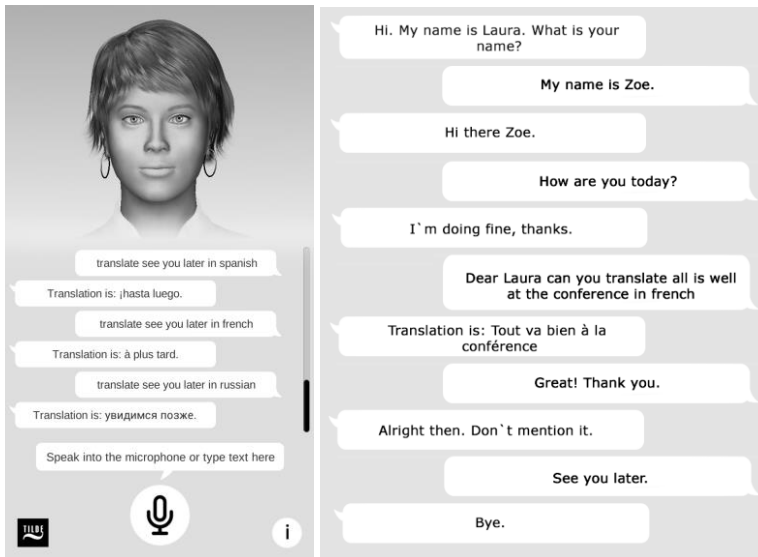 translate see you later in spanish
Translation is: ¡hasta luego.
translate see you later in french
Translation is: à plus tard.
translate see you later in russian
Translation is: увидимся позже.
Speak into the microphone or type text here
TILDE
i
Hi. My name is Laura. What is your
name?
My name is Zoe.
Hi there Zoe.
How are you today?
I`m doing fine, thanks.
Dear Laura can you translate all is well
at the conference in french
Translation is: Tout va bien à la
conférence
Great! Thank you.
Alright then. Don`t mention it.
See you later.
Bye.